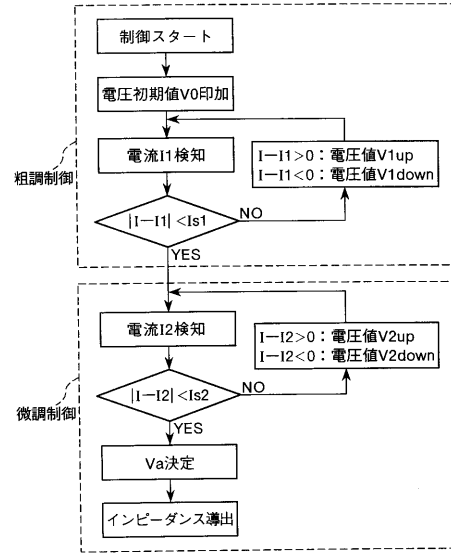 制御スタート
電圧初期値V0印加
電流I1検知
I−I1>0：電圧値V1up
I−I1<0：電圧値V1down
粗調制御
|I−I1| <Is1
NO
YES
電流I2検知
I−I2>0：電圧値V2up
I−I2<0：電圧値V2down
|I−I2| <Is2
NO
微調制御
YES
Va決定
インピーダンス導出